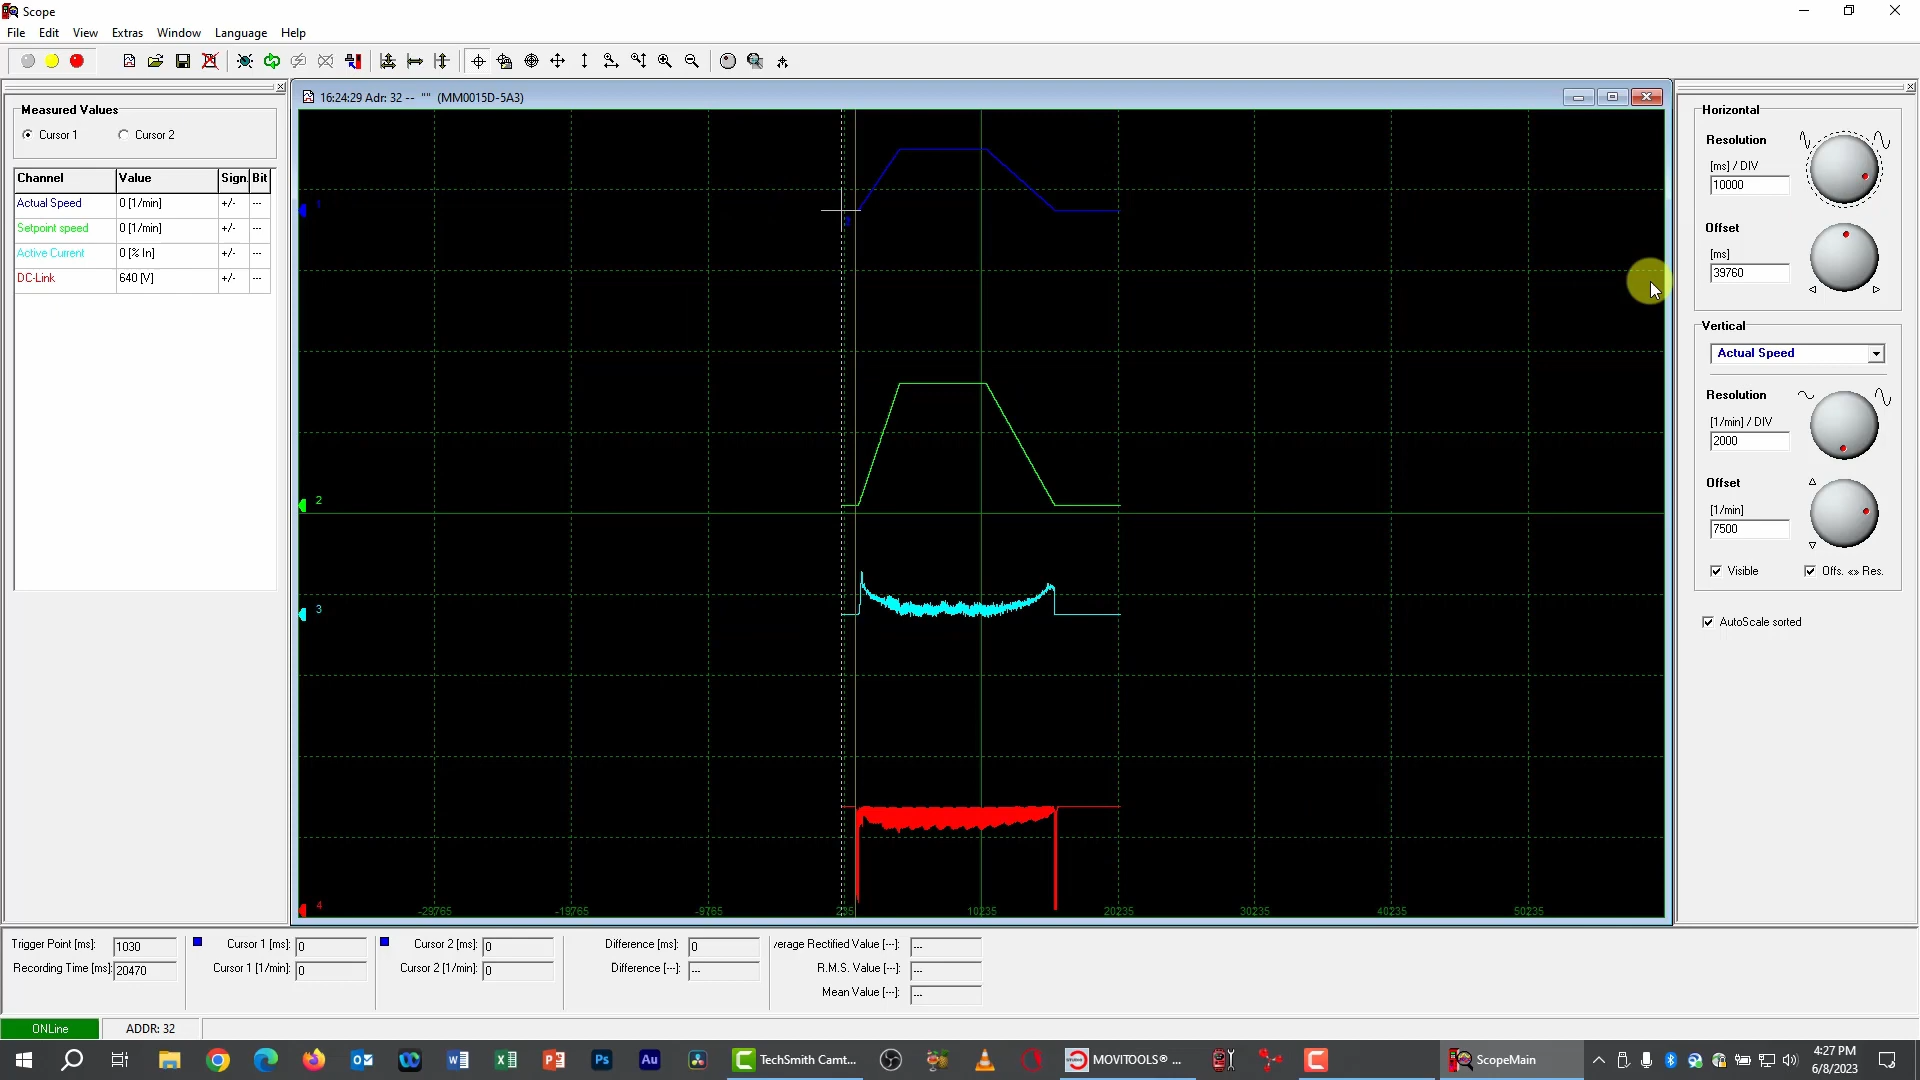 Scope
File Edit View Extras Window Language Help
Measured Values
Cursor 1 Cursor 2
Channel Value Sign. Bit
Actual Speed 0 [1/min] +/- ---
Setpoint speed 0 [1/min] +/- ---
Active Current 0 [% In] +/- ---
DC-Link 640 [V] +/- ---
16:24:29 Adr: 32 -- "" (MM0015D-5A3)
1
2
3
4
-29765 -19765 -9765 235 10235 20235 30235 40235 50235
Horizontal
Resolution
[ms] / DIV
10000
Offset
[ms]
39760
Vertical
Actual Speed
Resolution
[1/min] / DIV
2000
Offset
[1/min]
7500
Visible Offs. «» Res.
AutoScale sorted
Trigger Point [ms]: 1030 Cursor 1 [ms]: 0 Cursor 2 [ms]: 0 Difference [ms]: 0 verage Rectified Value [---]: ---
Recording Time [ms]: 20470 Cursor 1 [1/min]: 0 Cursor 2 [1/min]: 0 Difference [---]: --- R.M.S. Value [---]: ---
Mean Value [---]: ---
ONLine ADDR: 32
TechSmith Camt... MOVITOOLS® ... ScopeMain 4:27 PM
6/8/2023